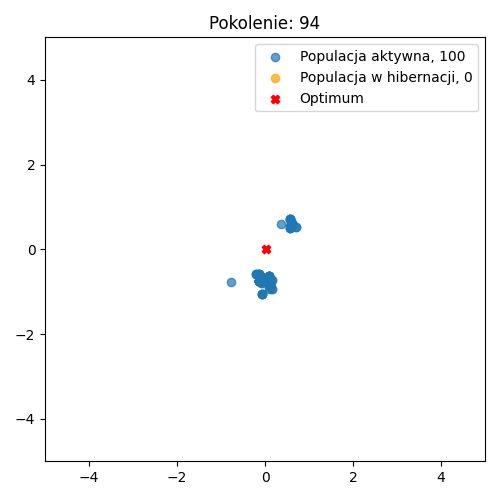 Pokolenie: 94
Populacja aktywna, 100
Populacja w hibernacji, 0
Optimum
4
2
0
−2
−4
−4 −2 0 2 4